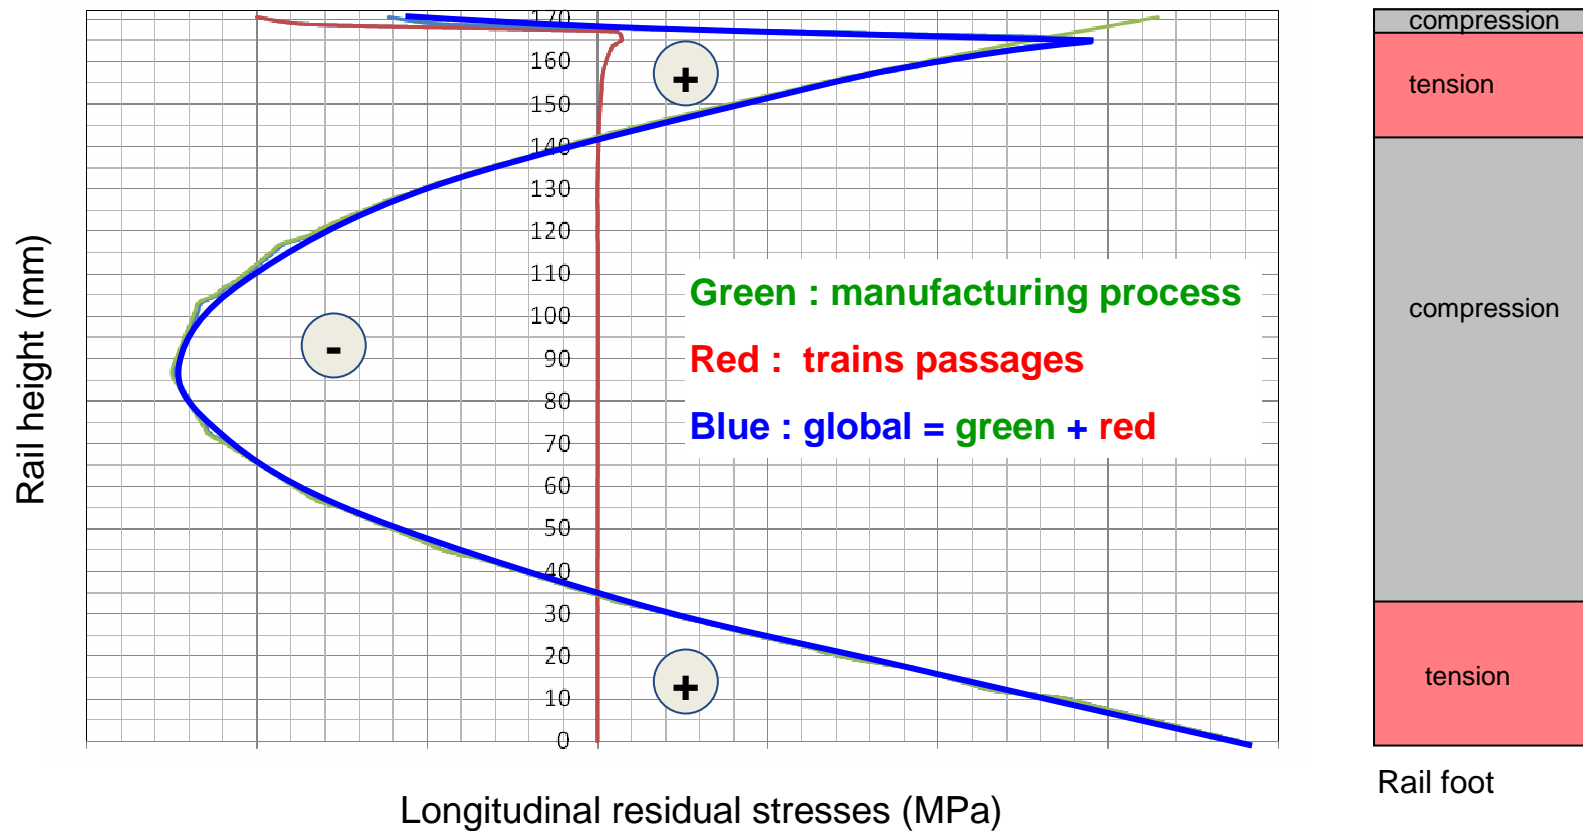 170
160
150
140
130
120
110
100
90
80
70
60
50
40
30
20
10
0
+
-
+
Green : manufacturing process
Red : trains passages
Blue : global = green + red
Rail height (mm)
Longitudinal residual stresses (MPa)
compression
tension
compression
tension
Rail foot